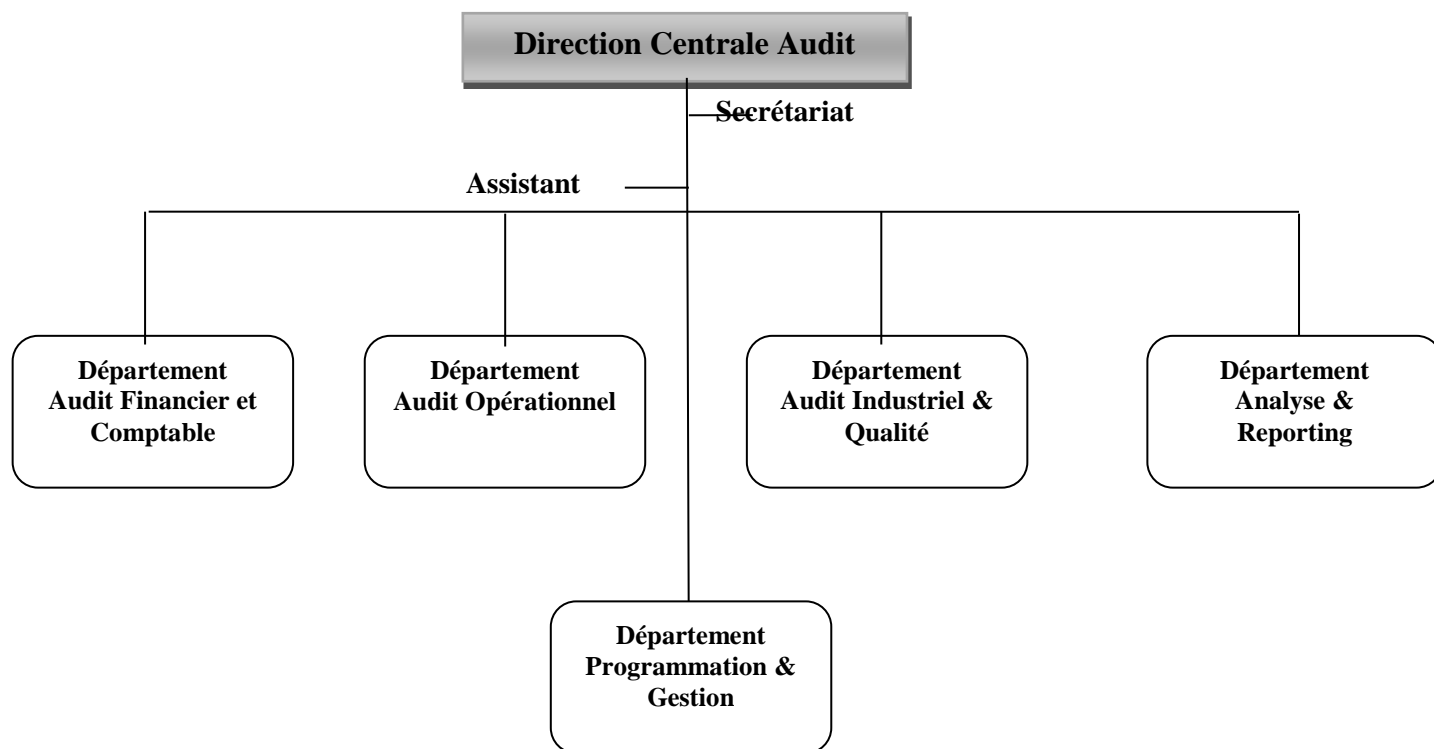 Direction Centrale Audit
Secrétariat
Assistant
Département
Audit Financier et
Comptable
Département
Audit Opérationnel
Département
Audit Industriel &
Qualité
Département
Analyse &
Reporting
Département
Programmation &
Gestion